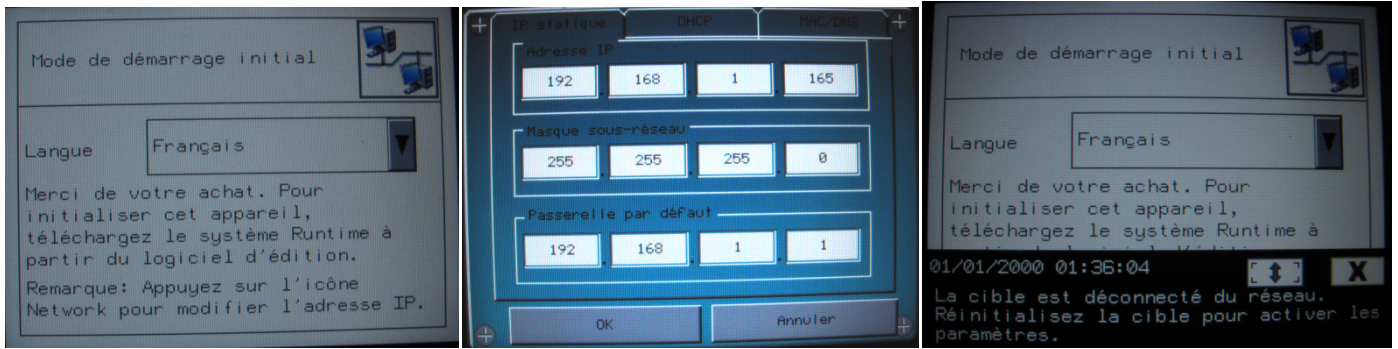 Mode de démarrage initial
Langue
Français
Merci de votre achat. Pour
initialiser cet appareil,
téléchargez le système Runtime à
partir du logiciel d'édition.
Remarque: Appuyez sur l'icône
Network pour modifier l'adresse IP.
IP statique
DHCP
MAC/DNS
Adresse IP
192 . 168 . 1 . 165
Masque sous-réseau
255 . 255 . 255 . 0
Passerelle par défaut
192 . 168 . 1 . 1
OK
Annuler
Mode de démarrage initial
Langue
Français
Merci de votre achat. Pour
initialiser cet appareil,
téléchargez le système Runtime à
01/01/2000 01:36:04
X
La cible est déconnecté du réseau.
Réinitialisez la cible pour activer les
paramètres.